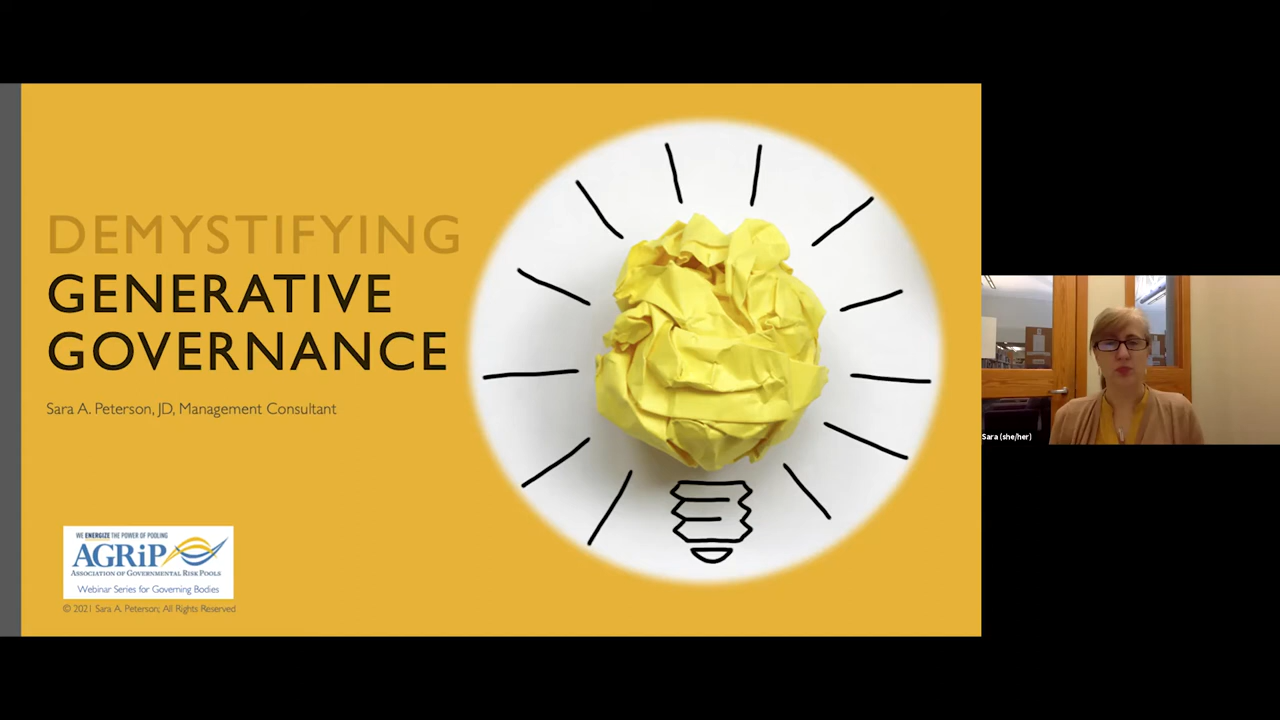 DEMYSTIFYING
GENERATIVE
GOVERNANCE
Sara A. Peterson, JD, Management Consultant
WE ENERGIZE THE POWER OF POOLING
AGRiP
ASSOCIATION OF GOVERNMENTAL RISK POOLS
Webinar Series for Governing Bodies
© 2021 Sara A. Peterson; All Rights Reserved
Sara (she/her)